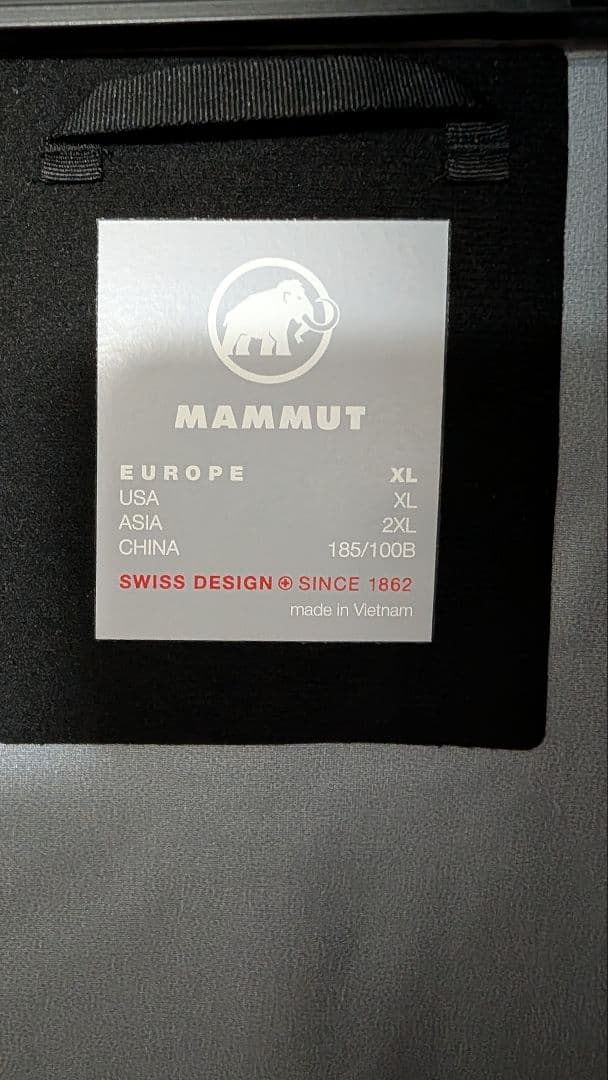 MAMMUT
EUROPE XL
USA XL
ASIA 2XL
CHINA 185/100B
SWISS DESIGN SINCE 1862
made in Vietnam